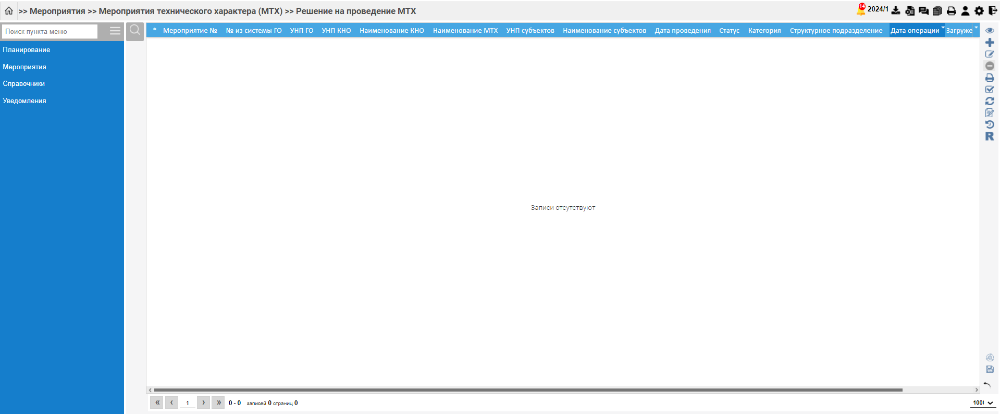 >> Мероприятия >> Мероприятия технического характера (МТХ) >> Решение на проведение МТХ
14
2024/1
Поиск пункта меню
Планирование
Мероприятия
Справочники
Уведомления
* Мероприятие № № из системы ГО УНП ГО УНП КНО Наименование КНО Наименование МТХ УНП субъектов Наименование субъектов Дата проведения Статус Категория Структурное подразделение Дата операции Загруже
Записи отсутствуют
R
« ‹ 1 › » 0 - 0 записей 0 страниц 0
100